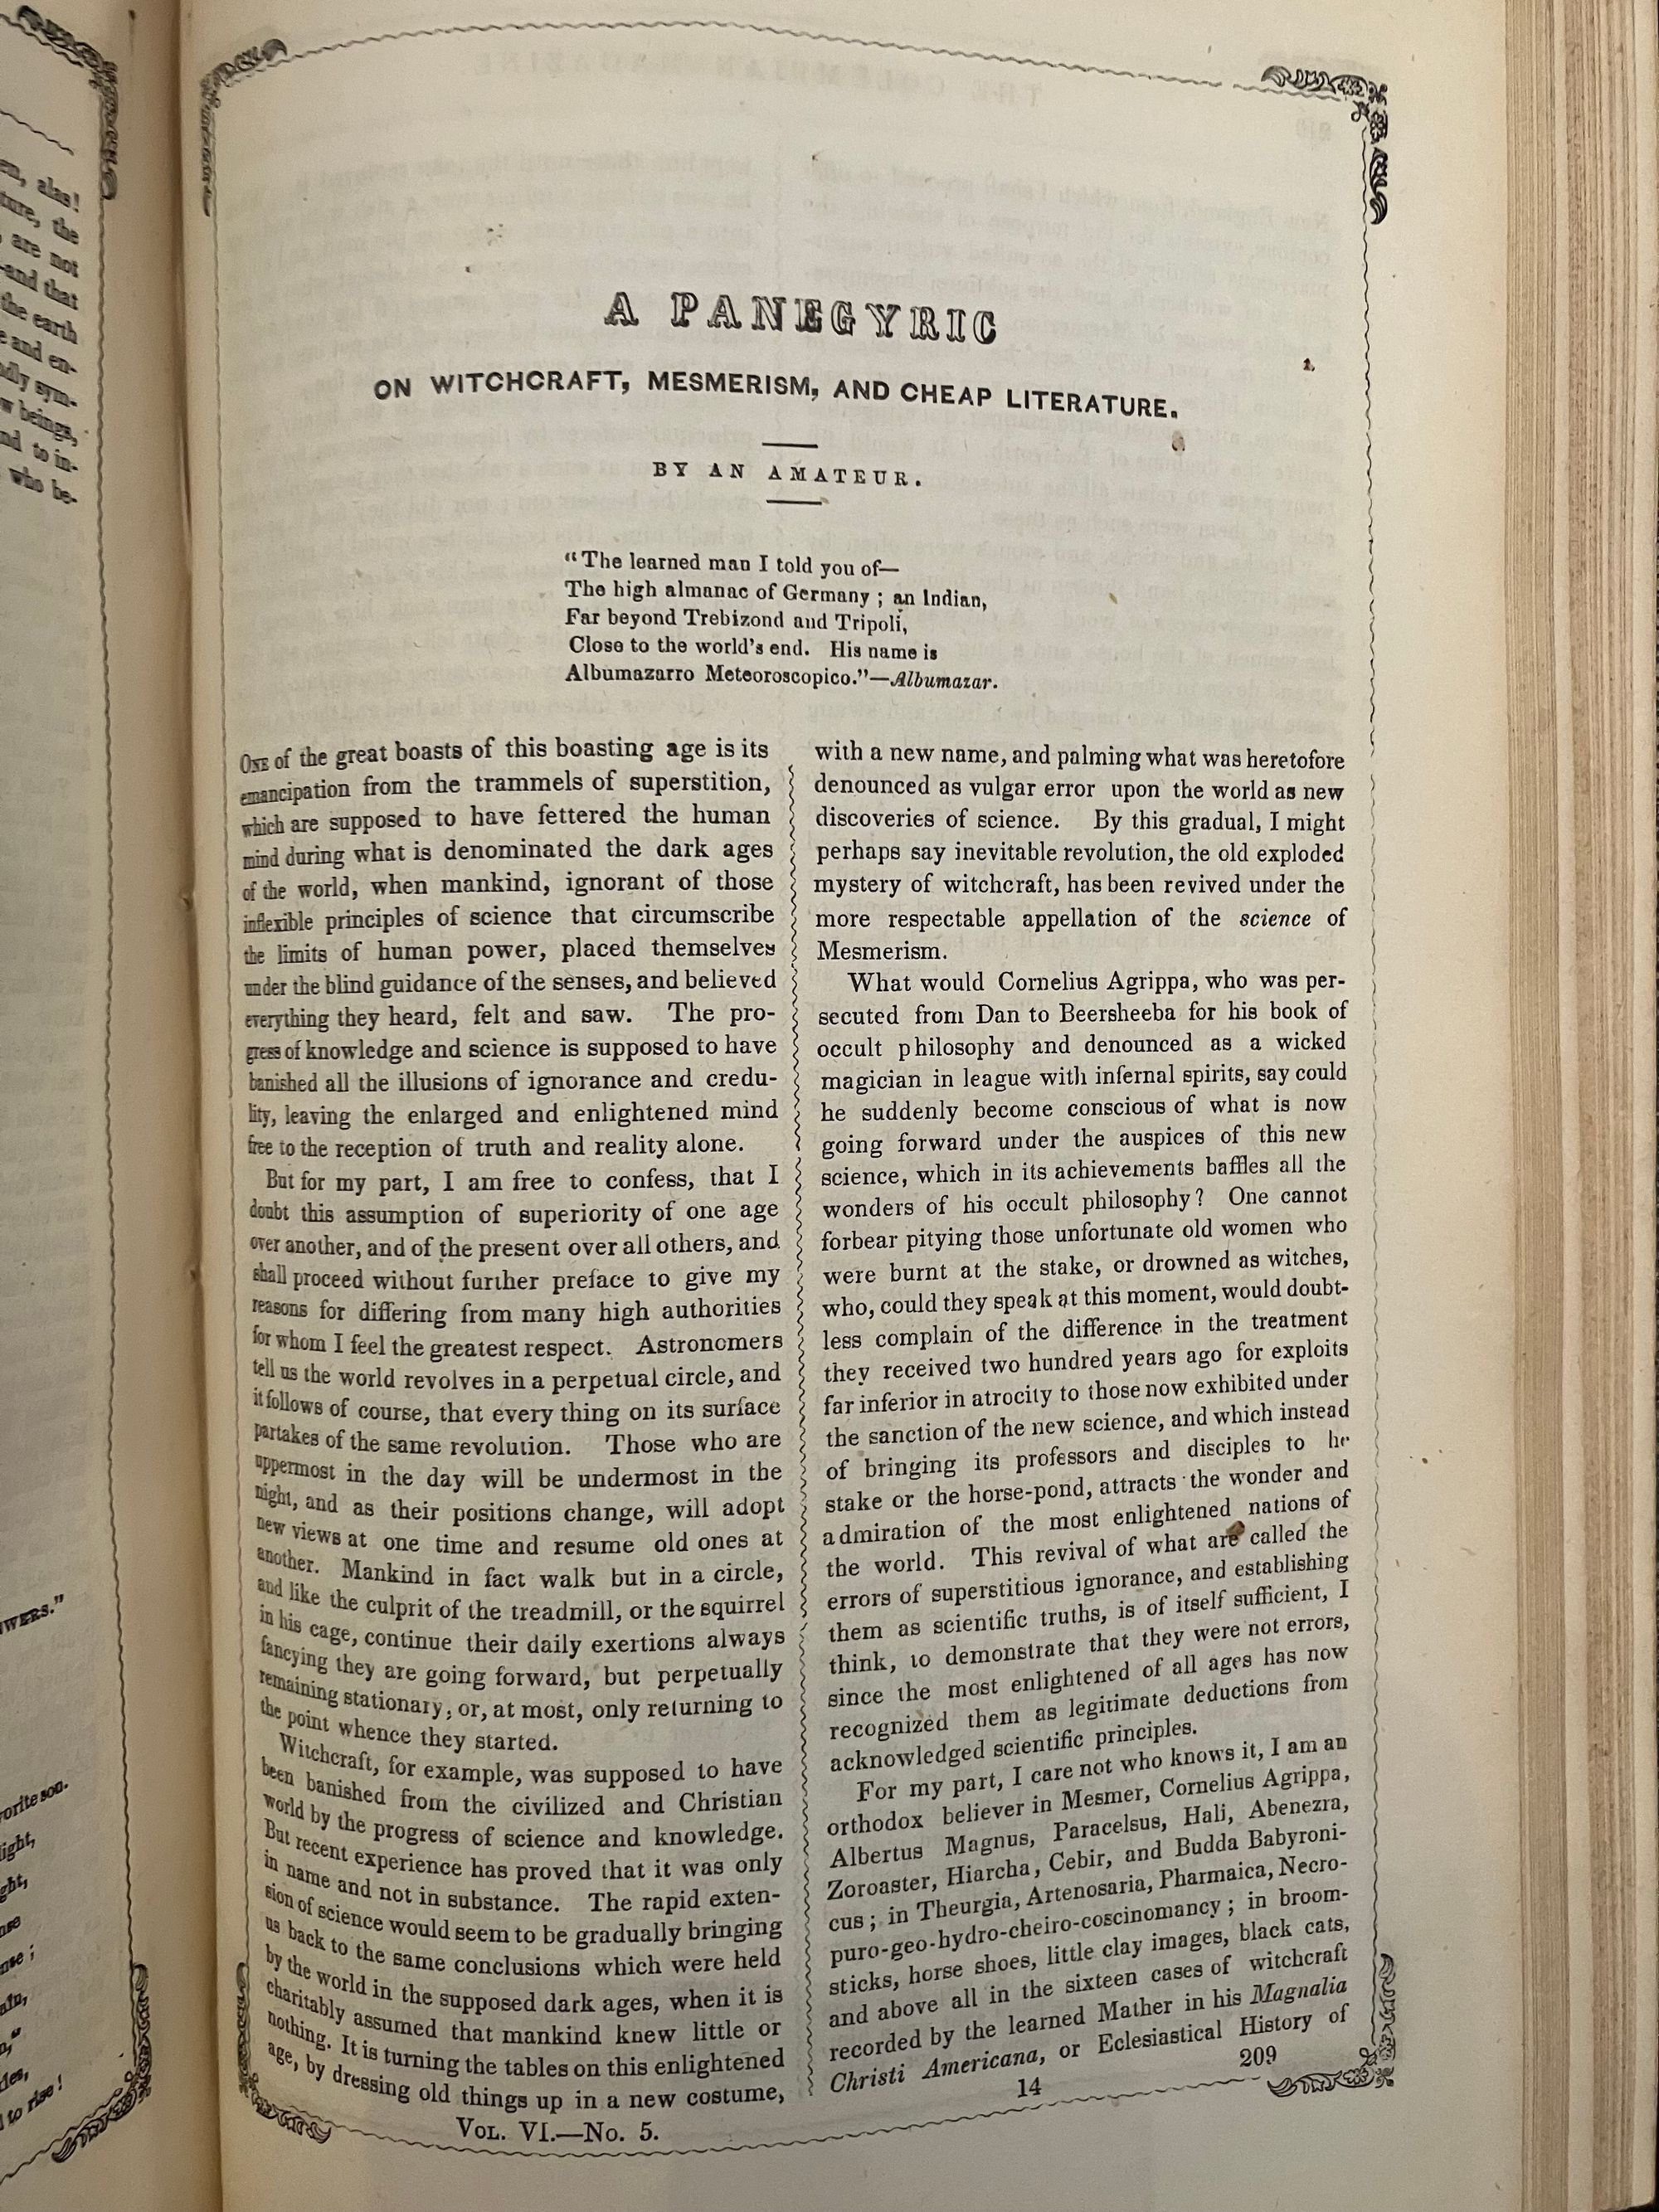 em, alas!
ture, the
are not
-and that
the earth
e and en-
dly sym-
w beings,
nd to in-
who be-
WERS."
vorite son.
ight,
ght,
nse
nse ;
ain,
n,"
des,
l to rise !
A PANEGYRIC
ON WITCHCRAFT, MESMERISM, AND CHEAP LITERATURE.
BY AN AMATEUR.
“The learned man I told you of—
The high almanac of Germany ; an Indian,
Far beyond Trebizond and Tripoli,
Close to the world's end. His name is
Albumazarro Meteoroscopico.”—Albumazar.
ONE of the great boasts of this boasting age is its
emancipation from the trammels of superstition,
which are supposed to have fettered the human
mind during what is denominated the dark ages
of the world, when mankind, ignorant of those
inflexible principles of science that circumscribe
the limits of human power, placed themselves
under the blind guidance of the senses, and believed
everything they heard, felt and saw. The pro-
gress of knowledge and science is supposed to have
banished all the illusions of ignorance and credu-
lity, leaving the enlarged and enlightened mind
free to the reception of truth and reality alone.
But for my part, I am free to confess, that I
doubt this assumption of superiority of one age
over another, and of the present over all others, and
shall proceed without further preface to give my
reasons for differing from many high authorities
for whom I feel the greatest respect. Astronomers
tell us the world revolves in a perpetual circle, and
it follows of course, that every thing on its surface
partakes of the same revolution. Those who are
uppermost in the day will be undermost in the
night, and as their positions change, will adopt
new views at one time and resume old ones at
another. Mankind in fact walk but in a circle,
and like the culprit of the treadmill, or the squirrel
in his cage, continue their daily exertions always
fancying they are going forward, but perpetually
remaining stationary, or, at most, only returning to
the point whence they started.
Witchcraft, for example, was supposed to have
been banished from the civilized and Christian
world by the progress of science and knowledge.
But recent experience has proved that it was only
in name and not in substance. The rapid exten-
sion of science would seem to be gradually bringing
us back to the same conclusions which were held
by the world in the supposed dark ages, when it is
charitably assumed that mankind knew little or
nothing. It is turning the tables on this enlightened
age, by dressing old things up in a new costume,
with a new name, and palming what was heretofore
denounced as vulgar error upon the world as new
discoveries of science. By this gradual, I might
perhaps say inevitable revolution, the old exploded
mystery of witchcraft, has been revived under the
more respectable appellation of the science of
Mesmerism.
What would Cornelius Agrippa, who was per-
secuted from Dan to Beersheeba for his book of
occult philosophy and denounced as a wicked
magician in league with infernal spirits, say could
he suddenly become conscious of what is now
going forward under the auspices of this new
science, which in its achievements baffles all the
wonders of his occult philosophy? One cannot
forbear pitying those unfortunate old women who
were burnt at the stake, or drowned as witches,
who, could they speak at this moment, would doubt-
less complain of the difference in the treatment
they received two hundred years ago for exploits
far inferior in atrocity to those now exhibited under
the sanction of the new science, and which instead
of bringing its professors and disciples to he
stake or the horse-pond, attracts the wonder and
admiration of the most enlightened nations of
the world. This revival of what are called the
errors of superstitious ignorance, and establishing
them as scientific truths, is of itself sufficient, I
think, to demonstrate that they were not errors,
since the most enlightened of all ages has now
recognized them as legitimate deductions from
acknowledged scientific principles.
For my part, I care not who knows it, I am an
orthodox believer in Mesmer, Cornelius Agrippa,
Albertus Magnus, Paracelsus, Hali, Abenezra,
Zoroaster, Hiarcha, Cebir, and Budda Babyroni-
cus ; in Theurgia, Artenosaria, Pharmaica, Necro-
puro-geo-hydro-cheiro-coscinomancy ; in broom-
sticks, horse shoes, little clay images, black cats,
and above all in the sixteen cases of witchcraft
recorded by the learned Mather in his Magnalia
Christi Americana, or Eclesiastical History of
VOL. VI.—No. 5.
14
209